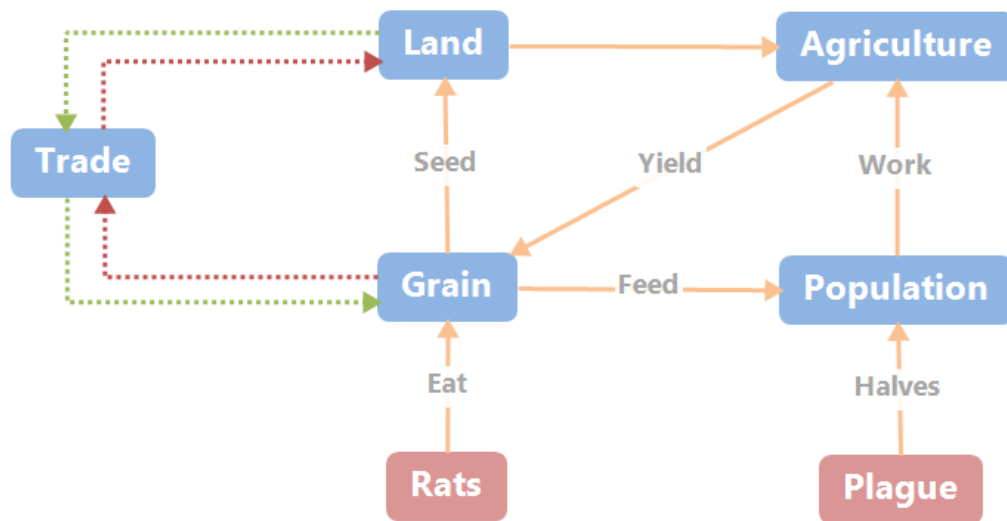 Land
Agriculture
Trade
Seed
Yield
Work
Grain
Feed
Population
Eat
Halves
Rats
Plague